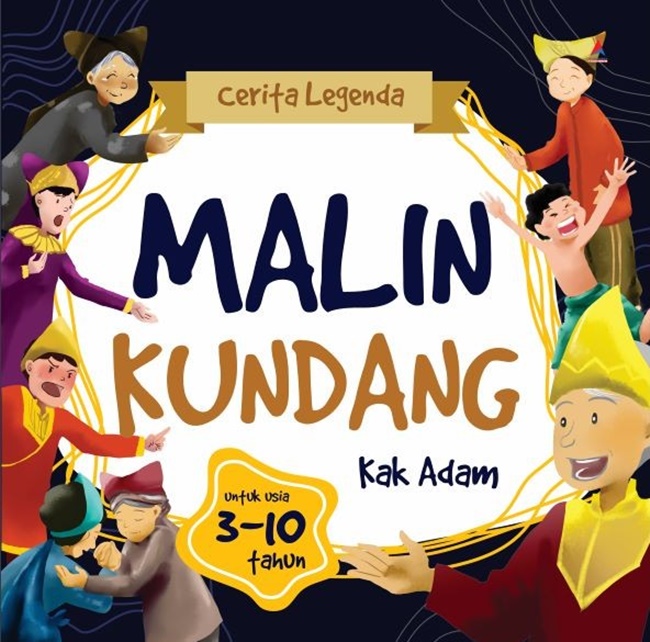 Cerita Legenda
MALIN
KUNDANG
Kak Adam
untuk usia
3-10
tahun